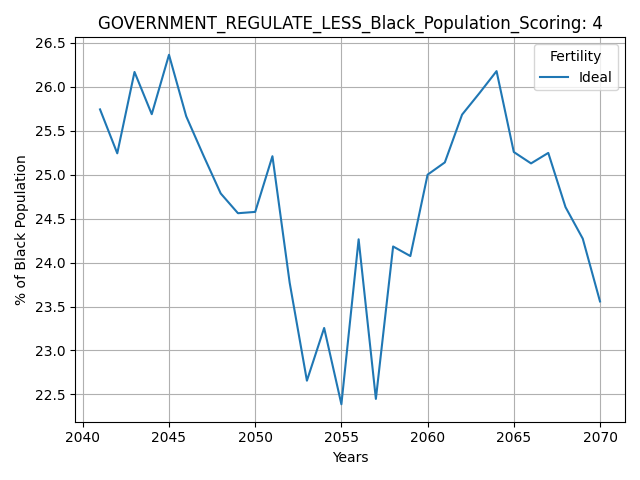 GOVERNMENT_REGULATE_LESS_Black_Population_Scoring: 4
Fertility
Ideal
26.5
26.0
25.5
25.0
24.5
24.0
23.5
23.0
22.5
% of Black Population
2040 2045 2050 2055 2060 2065 2070
Years